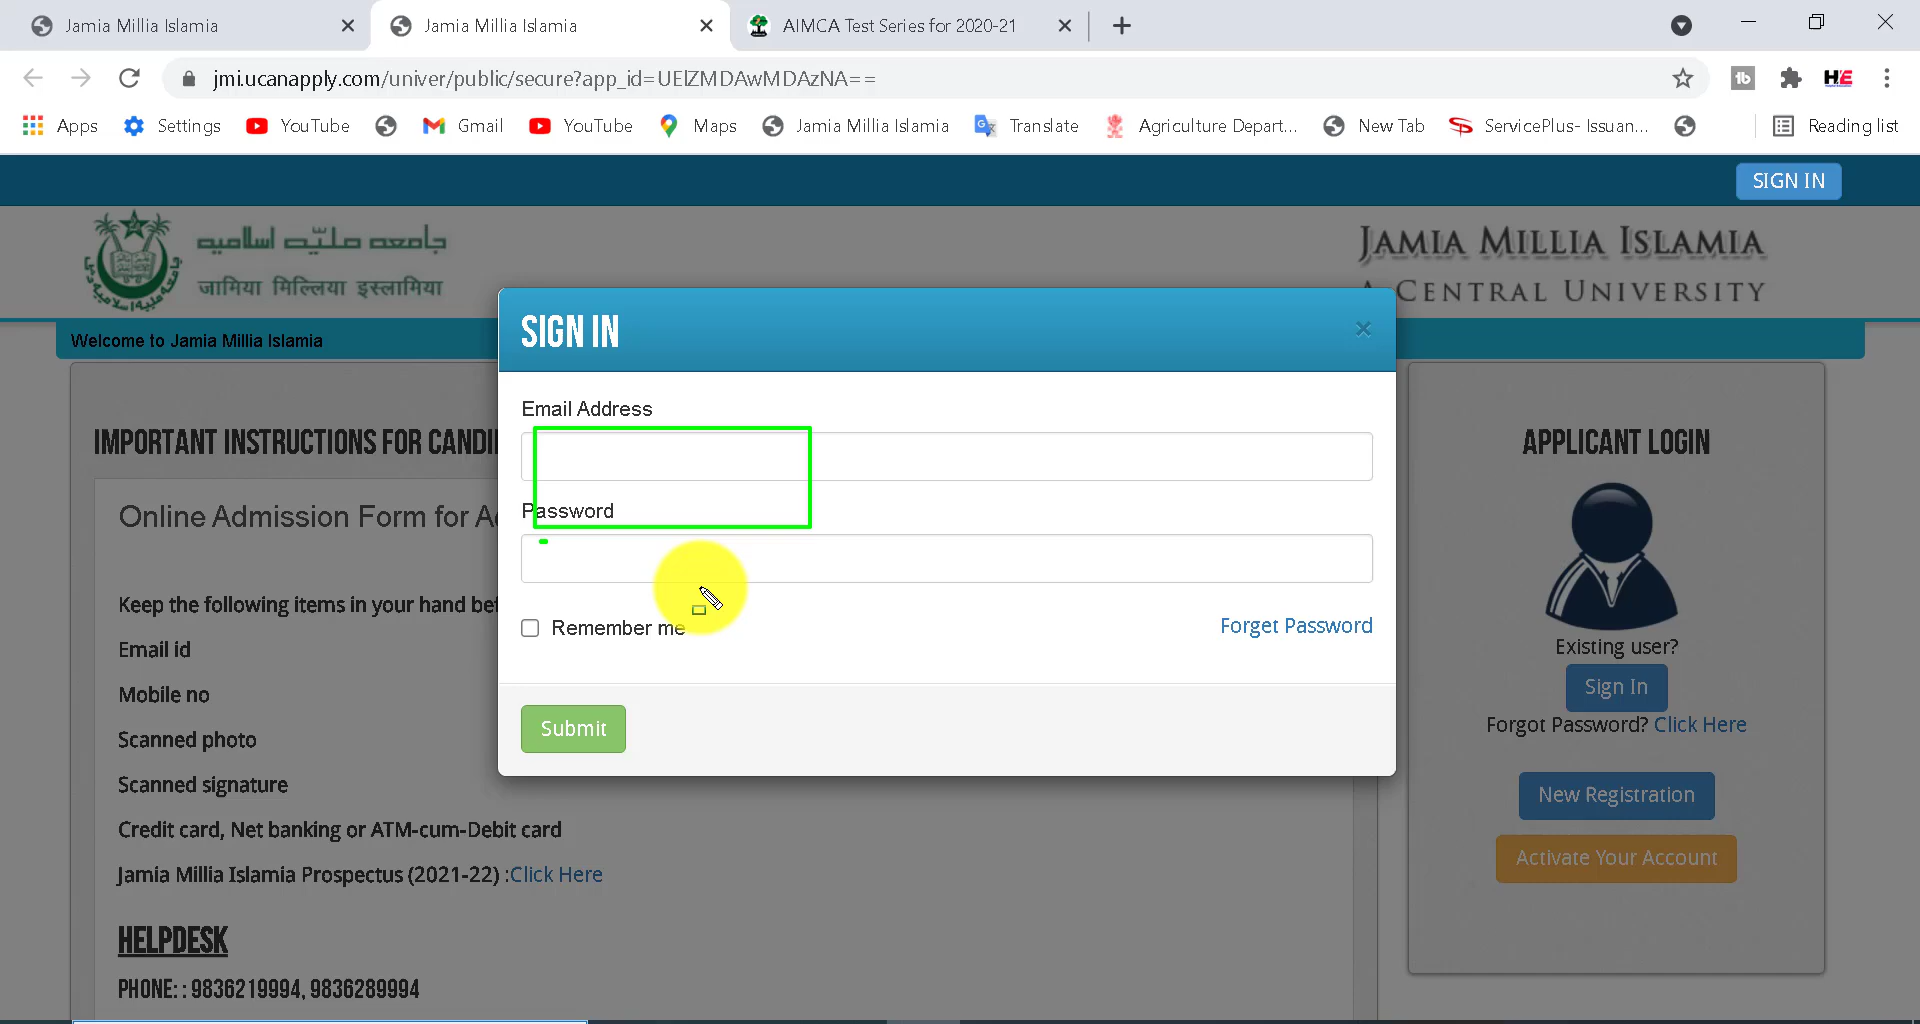 Jamia Millia Islamia
Jamia Millia Islamia
AIMCA Test Series for 2020-21
jmi.ucanapply.com/univer/public/secure?app_id=UElZMDAwMDAzNA==
Apps
Settings
YouTube
Gmail
YouTube
Maps
Jamia Millia Islamia
Translate
Agriculture Depart...
New Tab
ServicePlus- Issuan...
Reading list
SIGN IN
جامعہ ملیّہ اسلامیہ
जामिया मिल्लिया इस्लामिया
JAMIA MILLIA ISLAMIA
A CENTRAL UNIVERSITY
Welcome to Jamia Millia Islamia
SIGN IN
Email Address
Password
Remember me
Forget Password
Submit
IMPORTANT INSTRUCTIONS FOR CANDI
Online Admission Form for A
Keep the following items in your hand be
Email id
Mobile no
Scanned photo
Scanned signature
Credit card, Net banking or ATM-cum-Debit card
Jamia Millia Islamia Prospectus (2021-22) :Click Here
HELPDESK
PHONE: : 9836219994, 9836289994
APPLICANT LOGIN
Existing user?
Sign In
Forgot Password? Click Here
New Registration
Activate Your Account